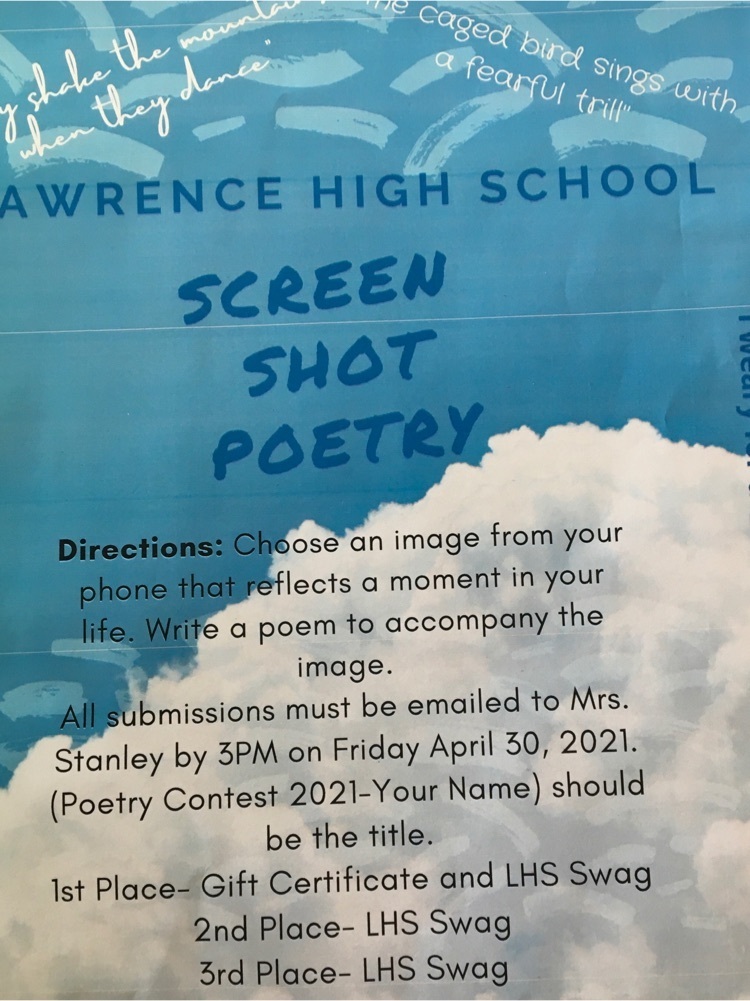 y shake the mountai
when they dance"
he caged bird sings with
a fearful trill"
AWRENCE HIGH SCHOOL
SCREEN
SHOT
POETRY
Directions: Choose an image from your
phone that reflects a moment in your
life. Write a poem to accompany the
image.
All submissions must be emailed to Mrs.
Stanley by 3PM on Friday April 30, 2021.
(Poetry Contest 2021-Your Name) should
be the title.
1st Place- Gift Certificate and LHS Swag
2nd Place- LHS Swag
3rd Place- LHS Swag